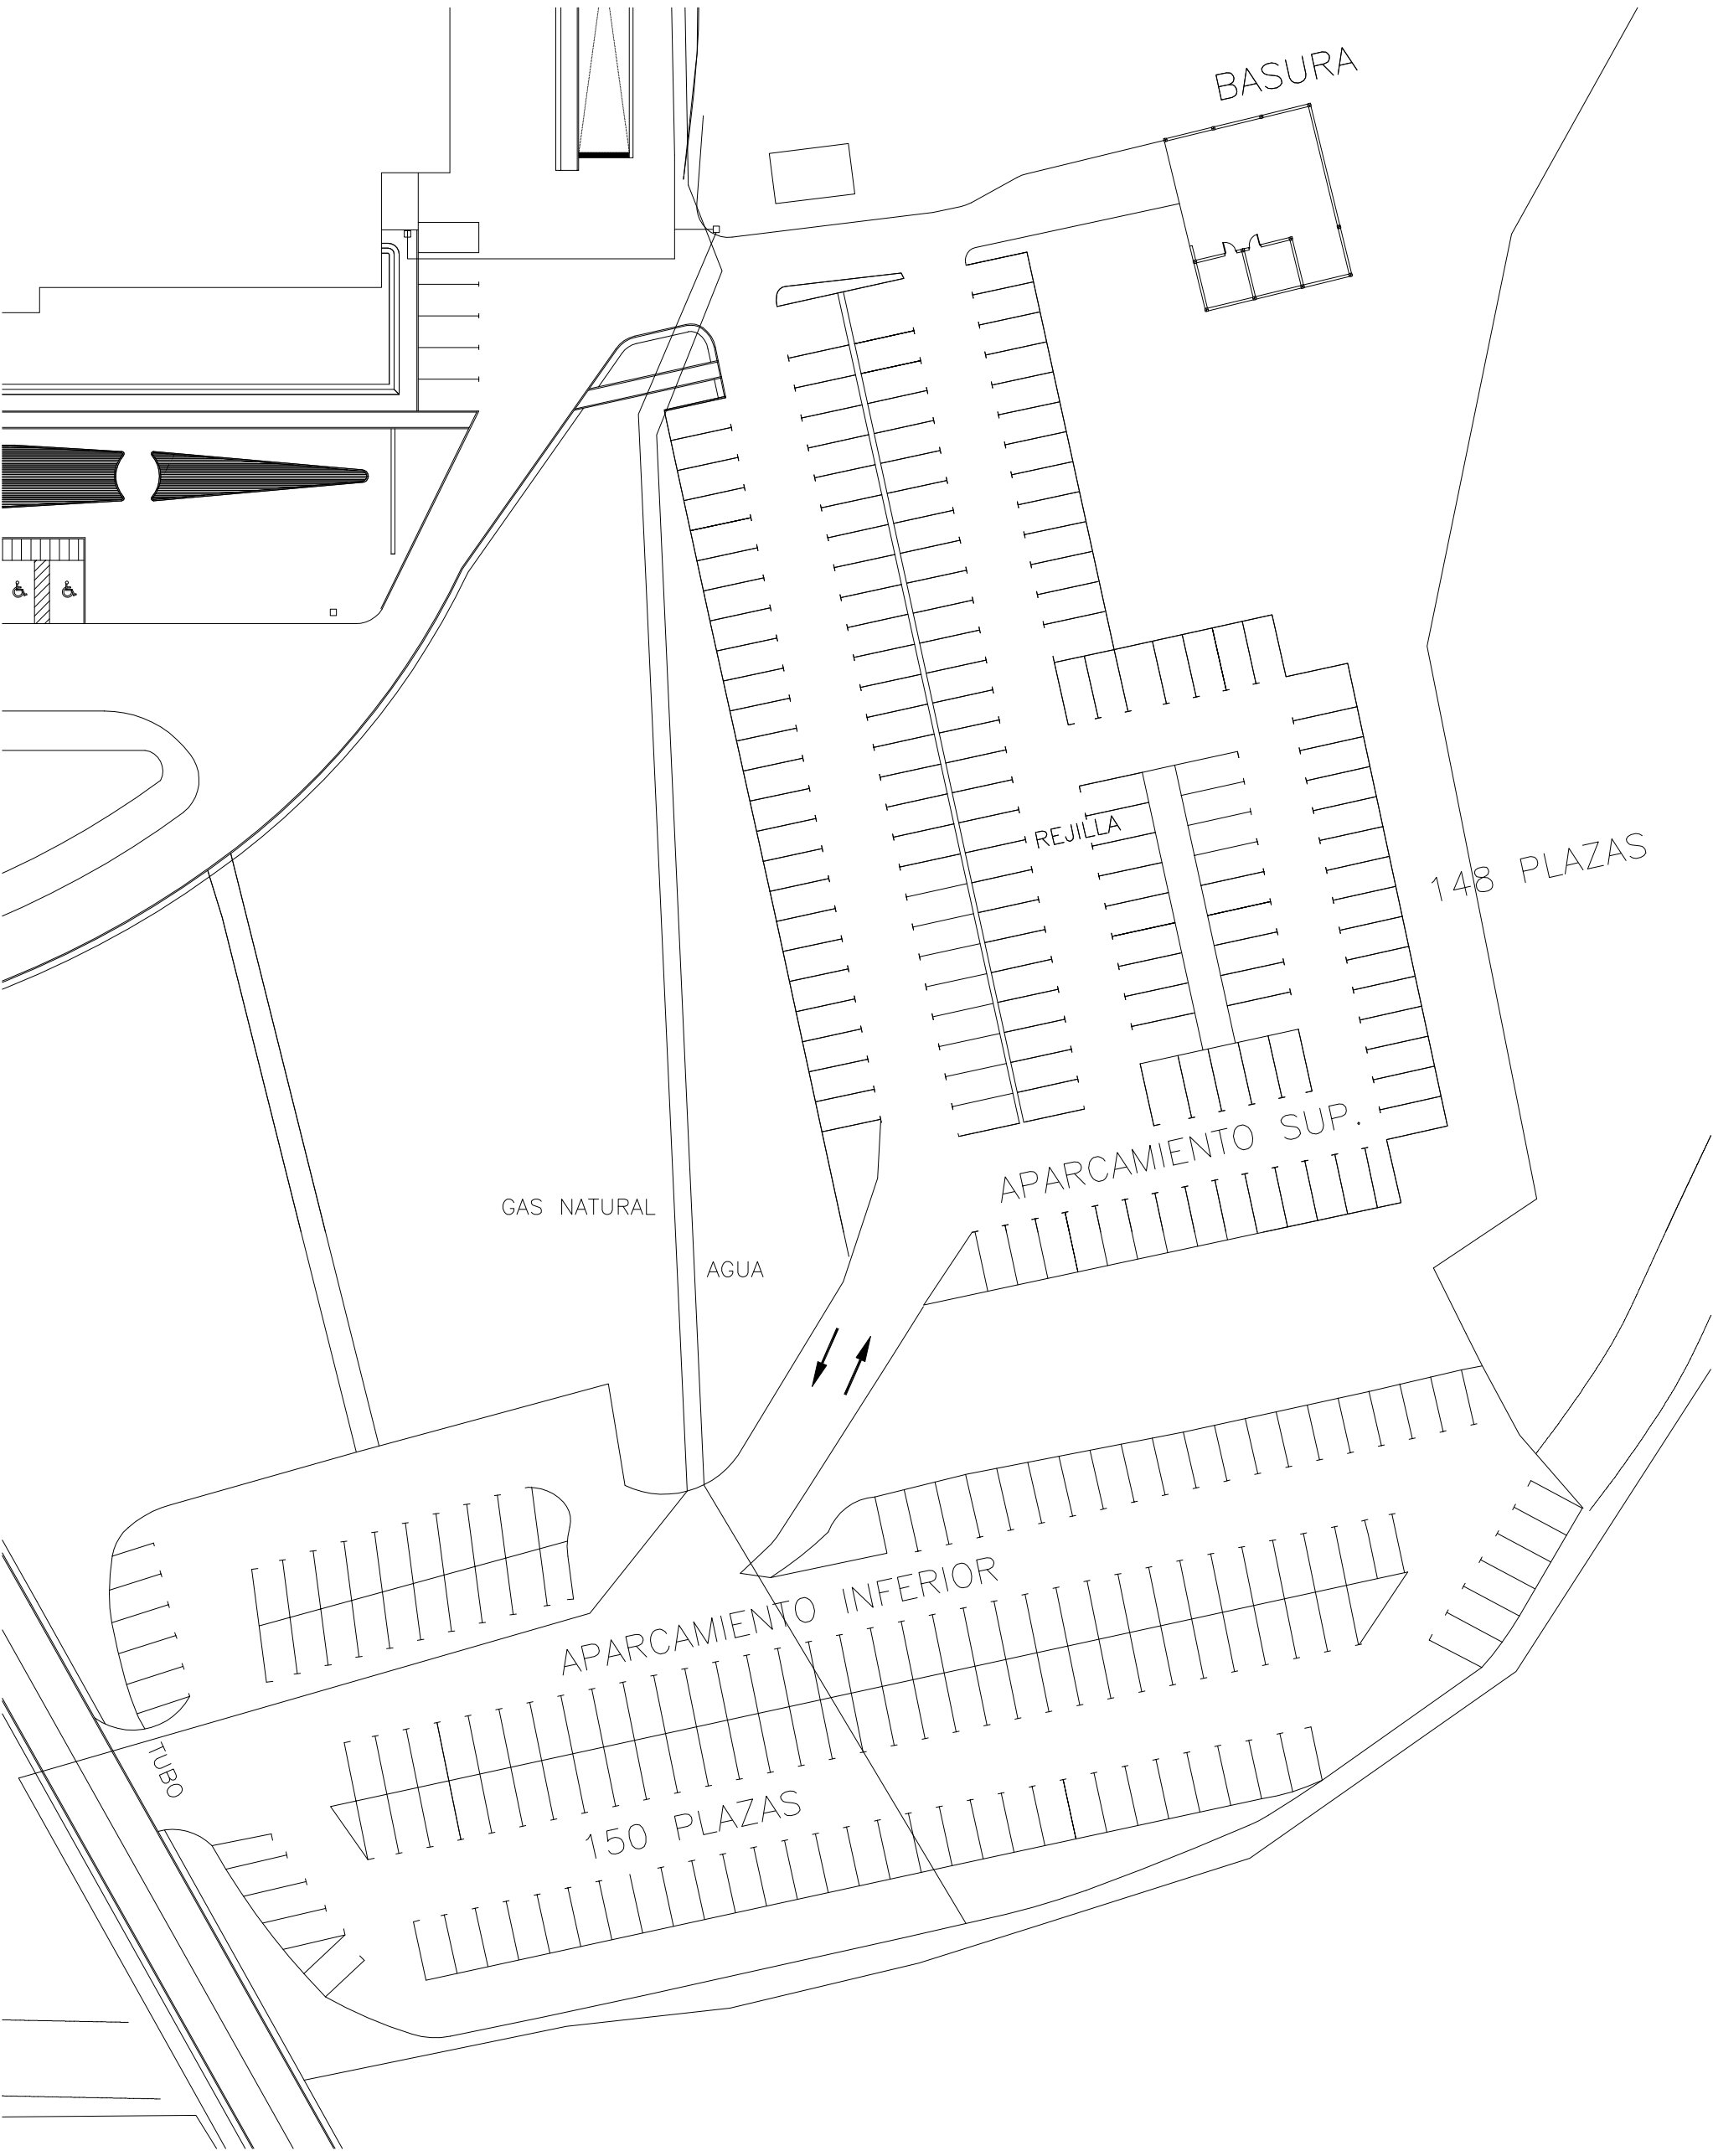 BASURA
REJILLA
148 PLAZAS
APARCAMIENTO SUP.
GAS NATURAL
AGUA
APARCAMIENTO INFERIOR
TUBO
150 PLAZAS